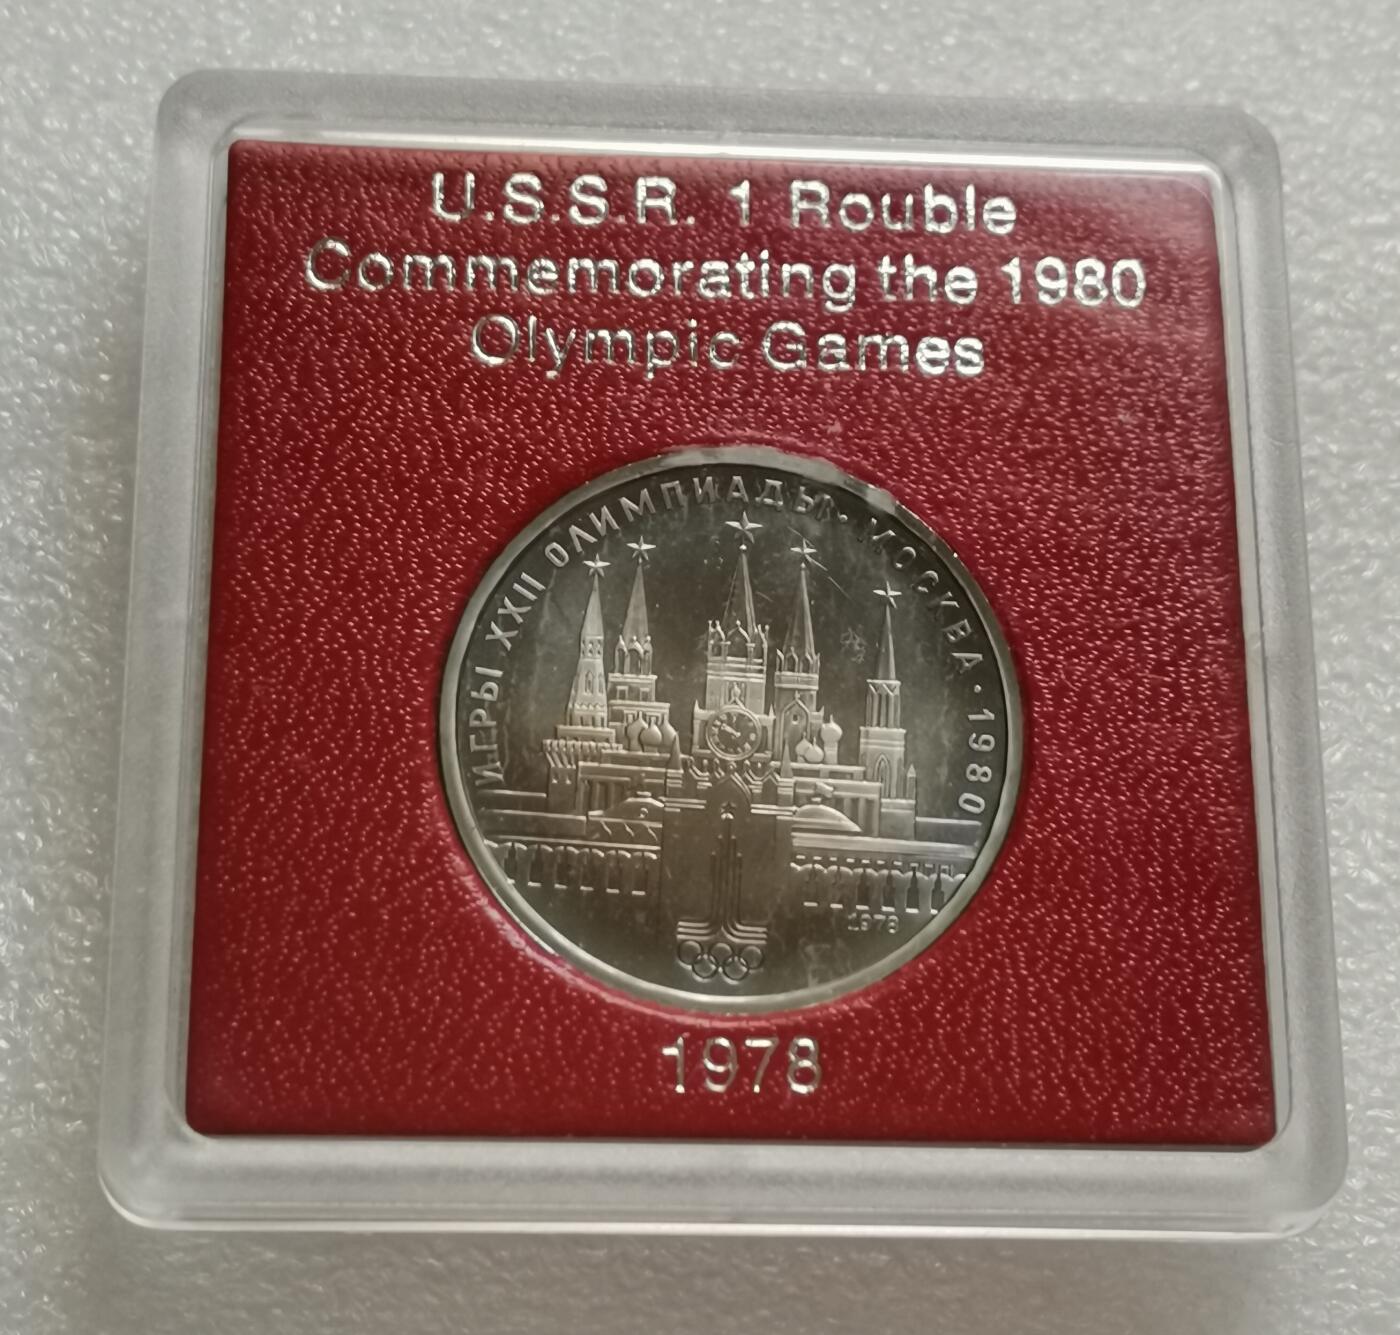 U.S.S.R. 1 Rouble
Commemorating the 1980
Olympic Games
ИГРЫ XXII ОЛИМПИАДЫ · МОСКВА · 1980
1978
1978